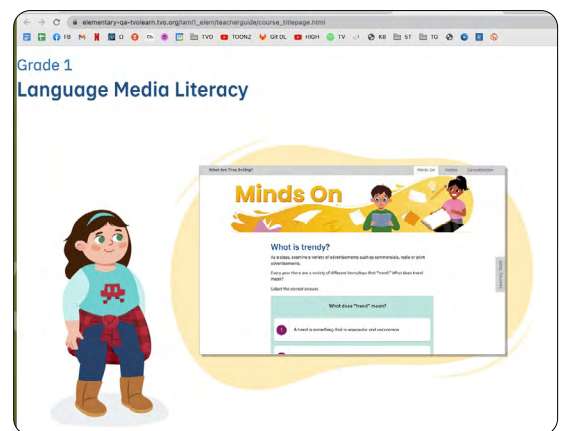 elementary-qa-tvolearn.tvo.org/lami1_elem/teacherguide/course_titlepage.html
FB Ω TVO TOONZ Git DL HIGH TV KB ST TG
Grade 1
Language Media Literacy
What Are They Selling? Minds On Action Consolidation
Minds On
What is trendy?
As a class, examine a variety of advertisements such as commercials, radio or print
advertisements.
Every year there are a variety of different items/toys that "trend." What does trend
mean?
Select the correct answer.
What does "trend" mean?
A trend is something that is unpopular and uncommon.